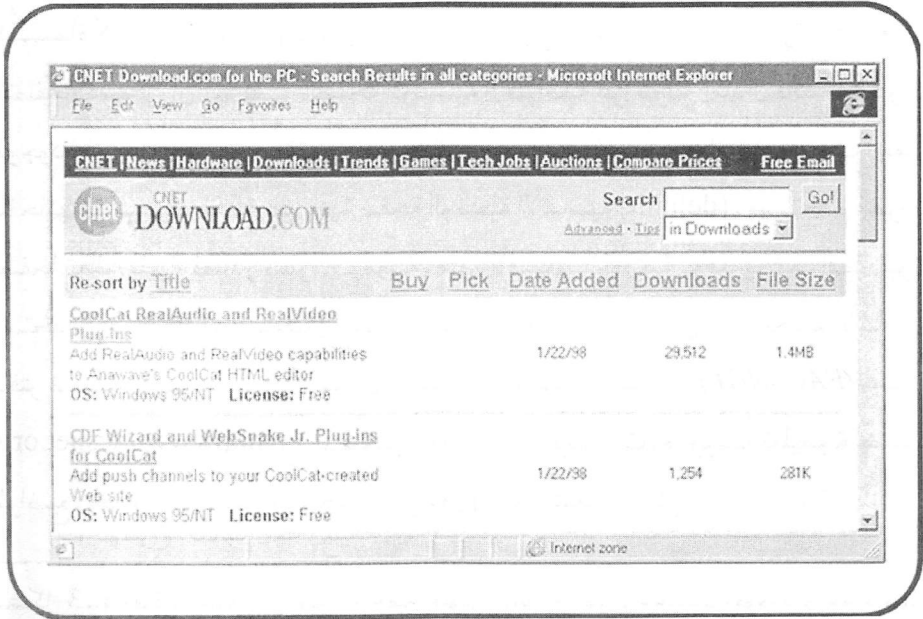 CNET Download.com for the PC - Search Results in all categories - Microsoft Internet Explorer
File Edit View Go Favorites Help
CNET | News | Hardware | Downloads | Trends | Games | Tech Jobs | Auctions | Compare Prices Free Email
c|net
CNET
DOWNLOAD.COM
Search Go!
Advanced · Tips in Downloads
Re-sort by Title Buy Pick Date Added Downloads File Size
CoolCat RealAudio and RealVideo
Plug-ins
Add RealAudio and RealVideo capabilities 1/22/98 29,512 1.4MB
to Anawave's CoolCat HTML editor
OS: Windows 95/NT License: Free
CDF Wizard and WebSnake Jr. Plug-ins
for CoolCat
Add push channels to your CoolCat-created 1/22/98 1,254 281K
Web site
OS: Windows 95/NT License: Free
Internet zone